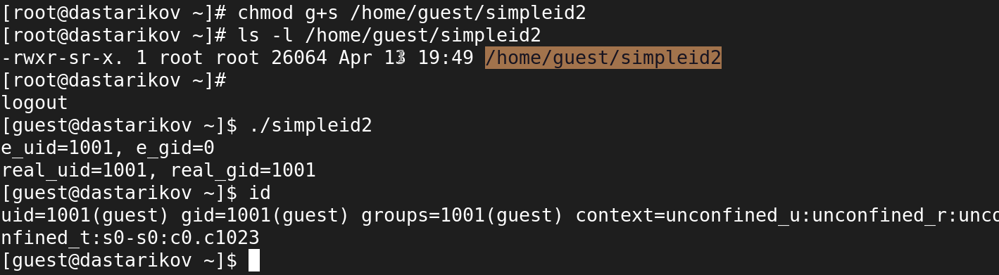 [root@dastarikov ~]# chmod g+s /home/guest/simpleid2
[root@dastarikov ~]# ls -l /home/guest/simpleid2
-rwxr-sr-x. 1 root root 26064 Apr 13 19:49 /home/guest/simpleid2
[root@dastarikov ~]#
logout
[guest@dastarikov ~]$ ./simpleid2
e_uid=1001, e_gid=0
real_uid=1001, real_gid=1001
[guest@dastarikov ~]$ id
uid=1001(guest) gid=1001(guest) groups=1001(guest) context=unconfined_u:unconfined_r:unco
nfined_t:s0-s0:c0.c1023
[guest@dastarikov ~]$